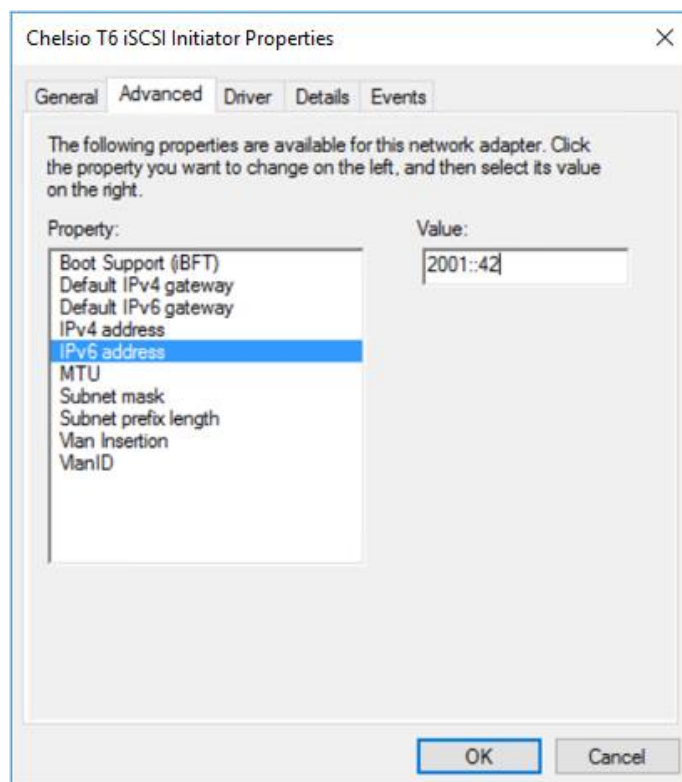 Chelsio T6 iSCSI Initiator Properties
General Advanced Driver Details Events
The following properties are available for this network adapter. Click
the property you want to change on the left, and then select its value
on the right.
Property: Value:
Boot Support (iBFT) 2001::42
Default IPv4 gateway
Default IPv6 gateway
IPv4 address
IPv6 address
MTU
Subnet mask
Subnet prefix length
Vlan Insertion
VlanID
OK Cancel